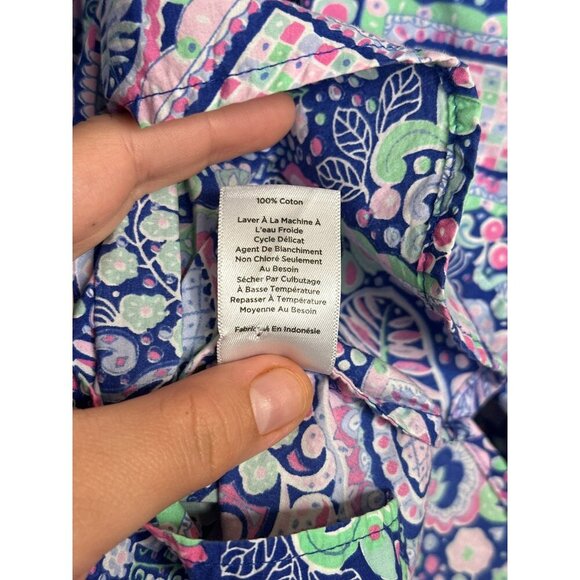 100% Coton
Laver À La Machine À
L'eau Froide
Cycle Délicat
Agent De Blanchiment
Non Chloré Seulement
Au Besoin
Sécher Par Culbutage
À Basse Température
Repasser À Température
Moyenne Au Besoin
Fabriqué En Indonésie